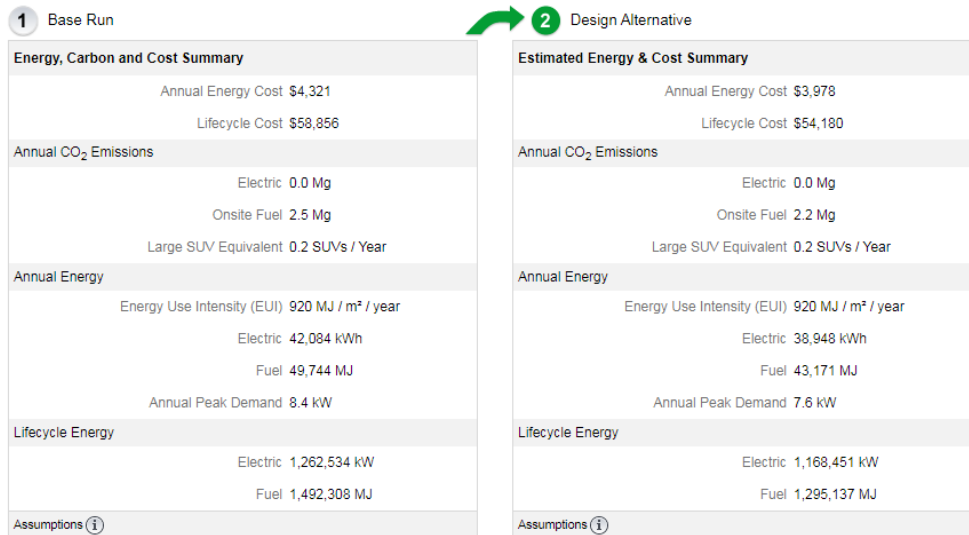 1 Base Run
Energy, Carbon and Cost Summary
Annual Energy Cost $4,321
Lifecycle Cost $58,856
Annual CO2 Emissions
Electric 0.0 Mg
Onsite Fuel 2.5 Mg
Large SUV Equivalent 0.2 SUVs / Year
Annual Energy
Energy Use Intensity (EUI) 920 MJ / m² / year
Electric 42,084 kWh
Fuel 49,744 MJ
Annual Peak Demand 8.4 kW
Lifecycle Energy
Electric 1,262,534 kW
Fuel 1,492,308 MJ
Assumptions i
2 Design Alternative
Estimated Energy & Cost Summary
Annual Energy Cost $3,978
Lifecycle Cost $54,180
Annual CO2 Emissions
Electric 0.0 Mg
Onsite Fuel 2.2 Mg
Large SUV Equivalent 0.2 SUVs / Year
Annual Energy
Energy Use Intensity (EUI) 920 MJ / m² / year
Electric 38,948 kWh
Fuel 43,171 MJ
Annual Peak Demand 7.6 kW
Lifecycle Energy
Electric 1,168,451 kW
Fuel 1,295,137 MJ
Assumptions i